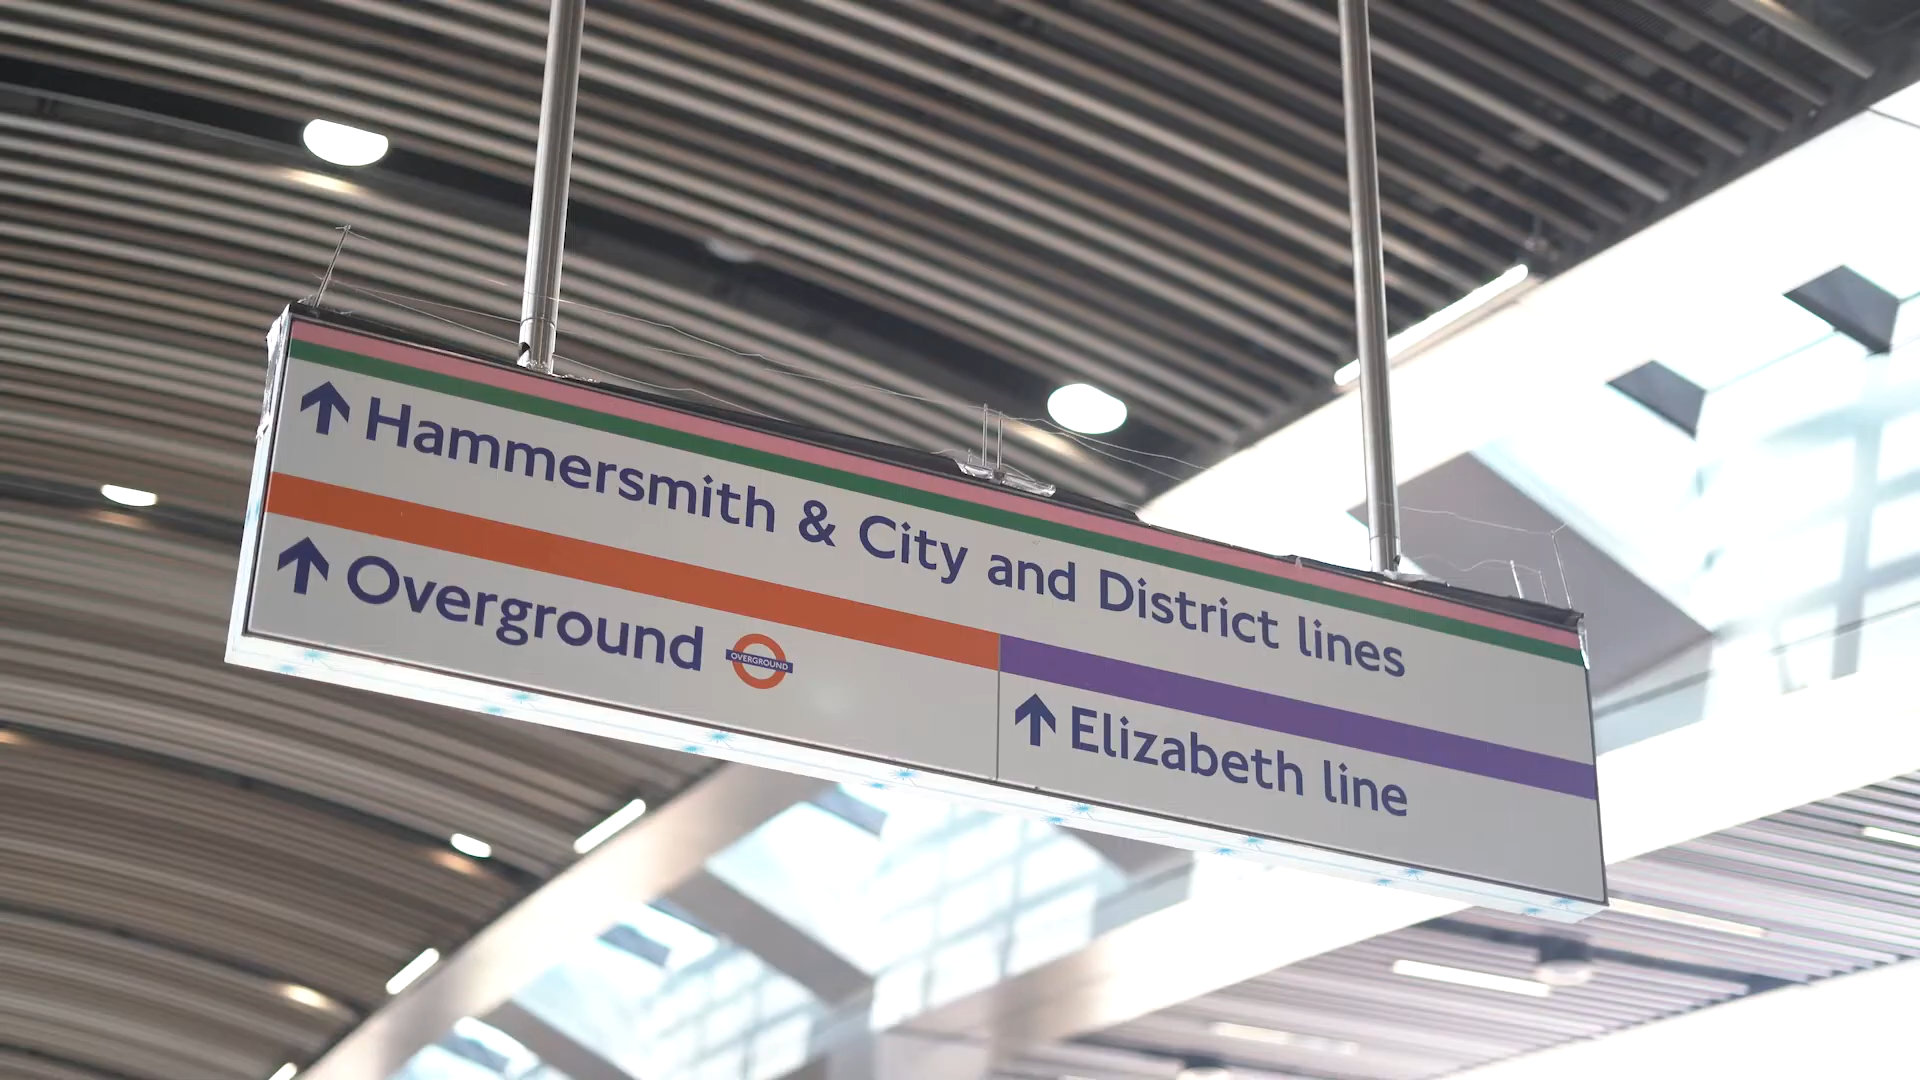 ↑ Hammersmith & City and District lines
↑ Overground OVERGROUND
↑ Elizabeth line